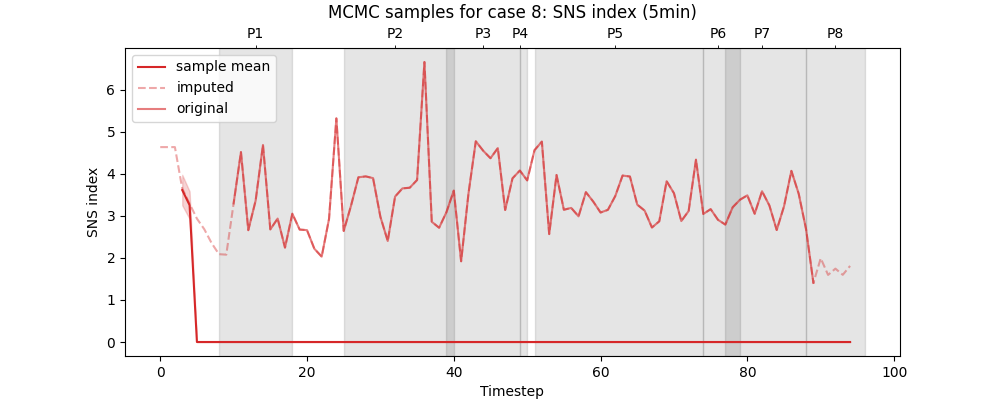 MCMC samples for case 8: SNS index (5min)
P1 P2 P3 P4 P5 P6 P7 P8
sample mean
imputed
original
6
5
4
3
2
1
0
SNS index
0 20 40 60 80 100
Timestep